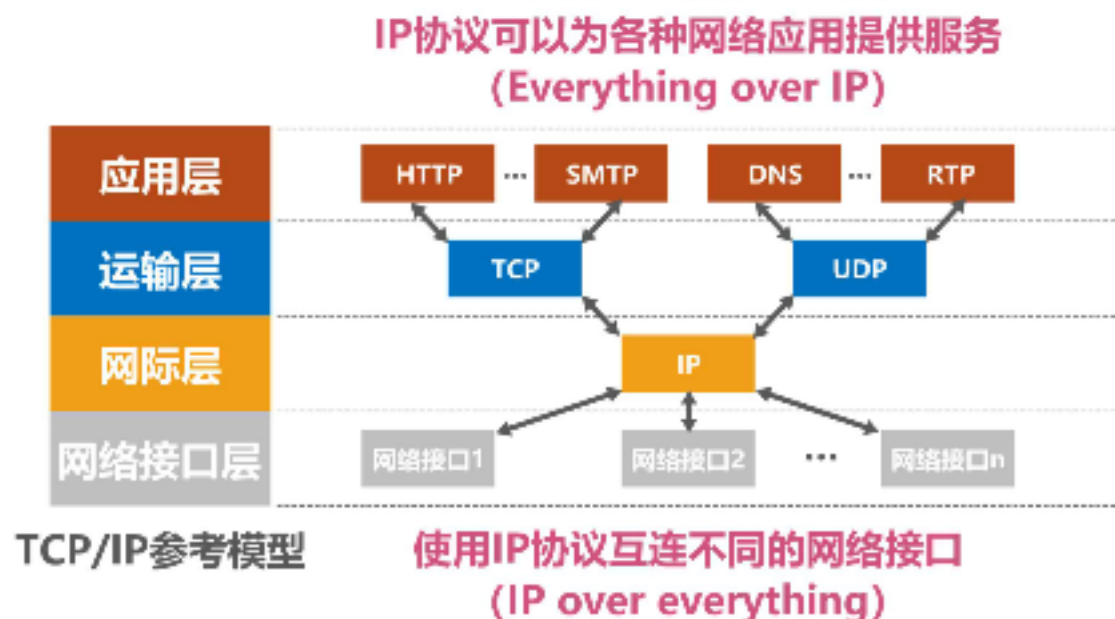 IP协议可以为各种网络应用提供服务
(Everything over IP)
应用层
HTTP ... SMTP DNS ... RTP
运输层
TCP UDP
网际层
IP
网络接口层
网络接口1 网络接口2 ... 网络接口n
TCP/IP参考模型
使用IP协议互连不同的网络接口
(IP over everything)